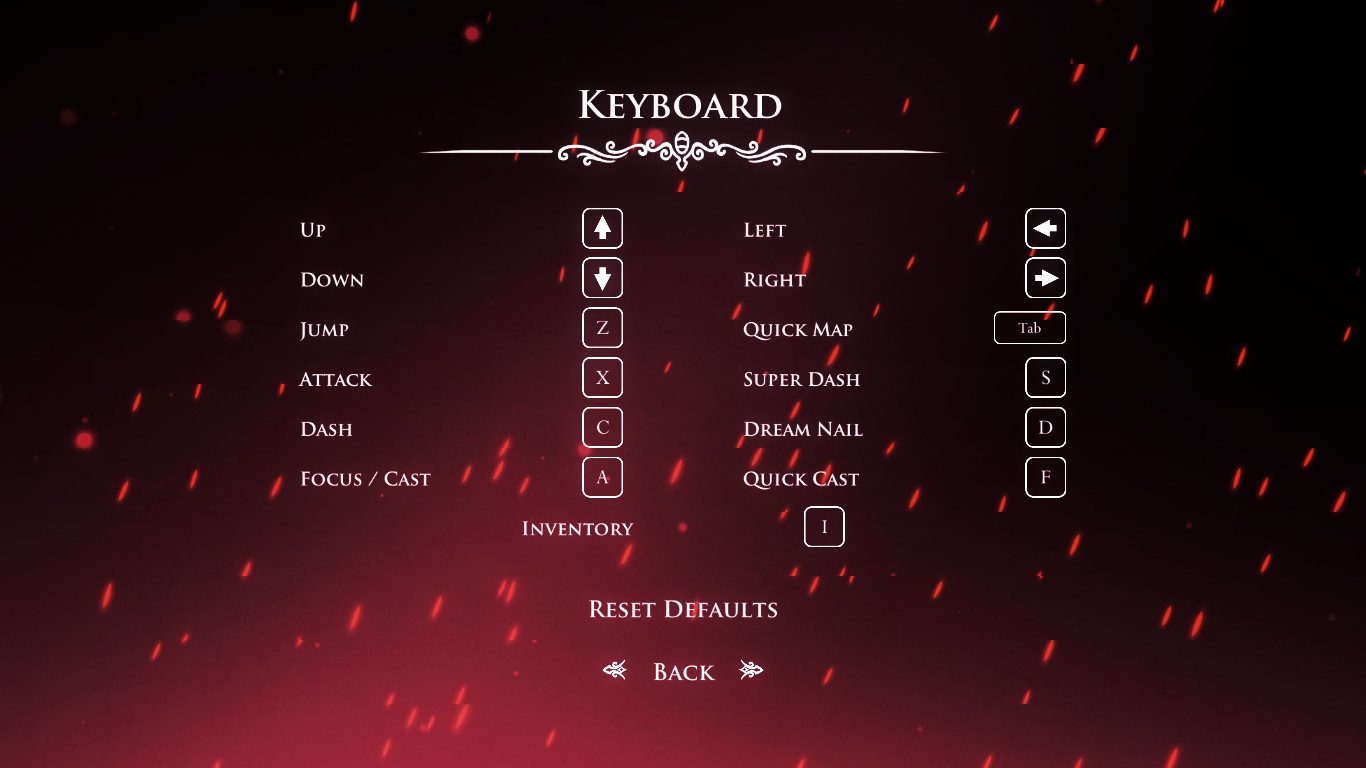 Keyboard
Up
Down
Jump Z
Attack X
Dash C
Focus / Cast A
Left
Right
Quick Map Tab
Super Dash S
Dream Nail D
Quick Cast F
Inventory I
Reset Defaults
Back